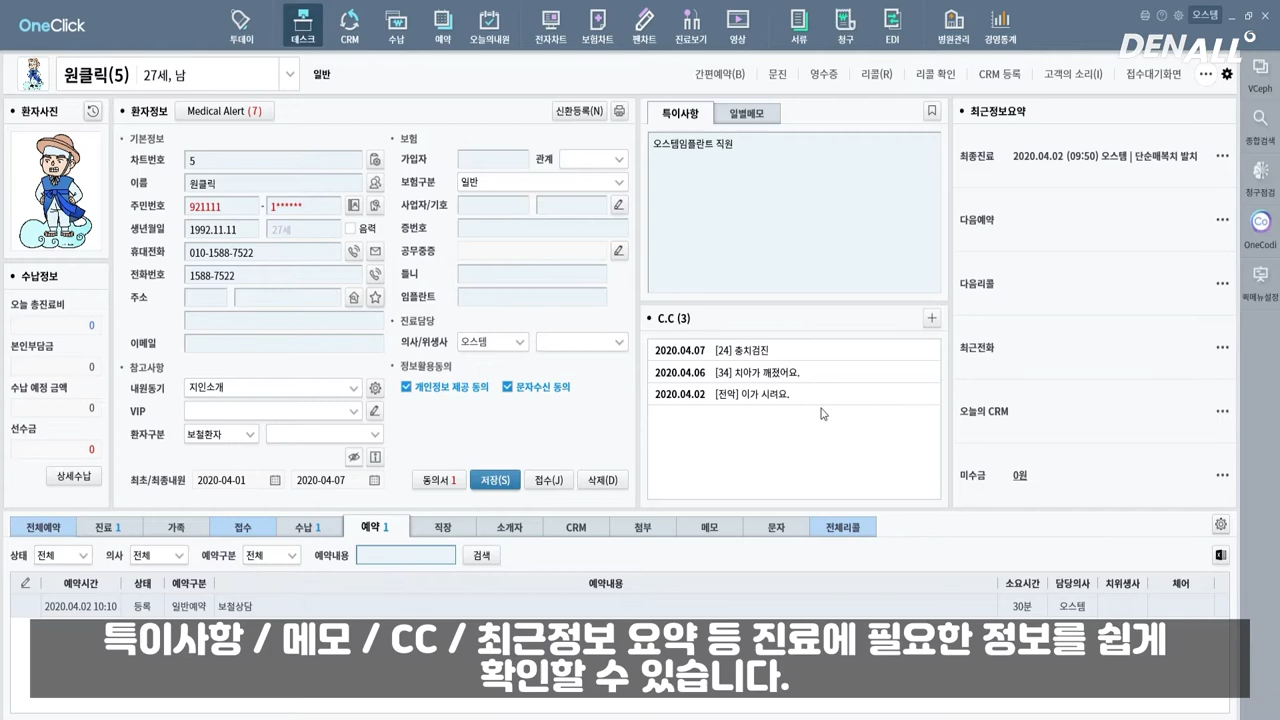 OneClick
투데이
데스크
CRM
수납
예약
오늘의내원
전자차트
보험차트
펜차트
진료보기
영상
서류
청구
EDI
병원관리
경영통계
오스템
DENALL
원클릭(5) 27세, 남
일반
간편예약(B)
문진
영수증
리콜(R)
리콜 확인
CRM 등록
고객의 소리(I)
접수대기화면
VCeph
종합검색
청구점검
OneCodi
퀵메뉴설정
환자사진
수납정보
오늘 총진료비
0
본인부담금
0
수납 예정 금액
0
선수금
0
상세수납
환자정보
Medical Alert (7)
신환등록(N)
기본정보
차트번호 5
이름 원클릭
주민번호 921111 - 1******
생년월일 1992.11.11 27세 음력
휴대전화 010-1588-7522
전화번호 1588-7522
주소
이메일
참고사항
내원동기 지인소개
VIP
환자구분 보철환자
최초/최종내원 2020-04-01 2020-04-07
보험
가입자 관계
보험구분 일반
사업자/기호
증번호
공무증증
틀니
임플란트
진료담당
의사/위생사 오스템
정보활용동의
개인정보 제공 동의 문자수신 동의
동의서 1
저장(S)
접수(J)
삭제(D)
특이사항
일별메모
오스템임플란트 직원
C.C (3)
2020.04.07 [24] 충치검진
2020.04.06 [34] 치아가 깨졌어요.
2020.04.02 [전악] 이가 시려요.
최근정보요약
최종진료 2020.04.02 (09:50) 오스템 | 단순매복치 발치
다음예약
다음리콜
최근전화
오늘의 CRM
미수금 0원
전체예약
진료 1
가족
접수
수납 1
예약 1
직장
소개자
CRM
첨부
메모
문자
전체리콜
상태 전체 의사 전체 예약구분 전체 예약내용 검색
예약시간 상태 예약구분 예약내용 소요시간 담당의사 치위생사 체어
2020.04.02 10:10 등록 일반예약 보철상담 30분 오스템
특이사항 / 메모 / CC / 최근정보 요약 등 진료에 필요한 정보를 쉽게
확인할 수 있습니다.